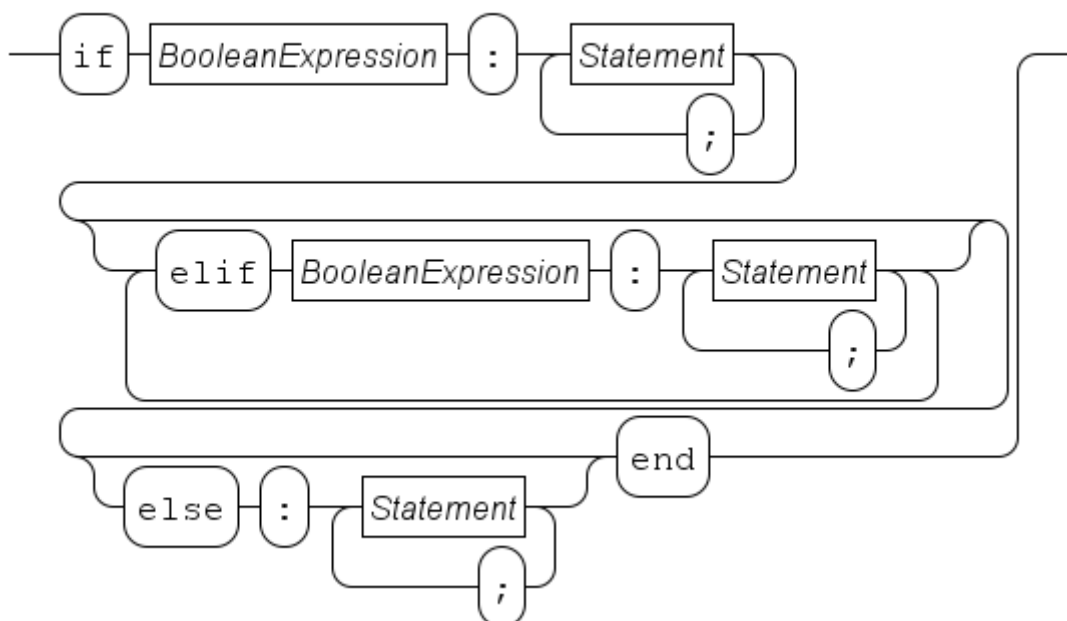 if BooleanExpression : Statement
;
elif BooleanExpression : Statement
;
end
else : Statement
;